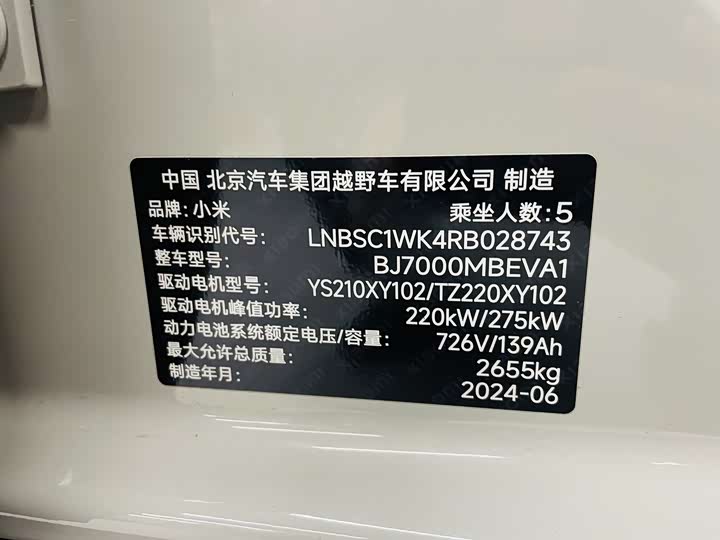 中国 北京汽车集团越野车有限公司 制造
品牌:小米 乘坐人数:5
车辆识别代号: LNBSC1WK4RB028743
整车型号: BJ7000MBEVA1
驱动电机型号: YS210XY102/TZ220XY102
驱动电机峰值功率: 220kW/275kW
动力电池系统额定电压/容量: 726V/139Ah
最大允许总质量: 2655kg
制造年月: 2024-06